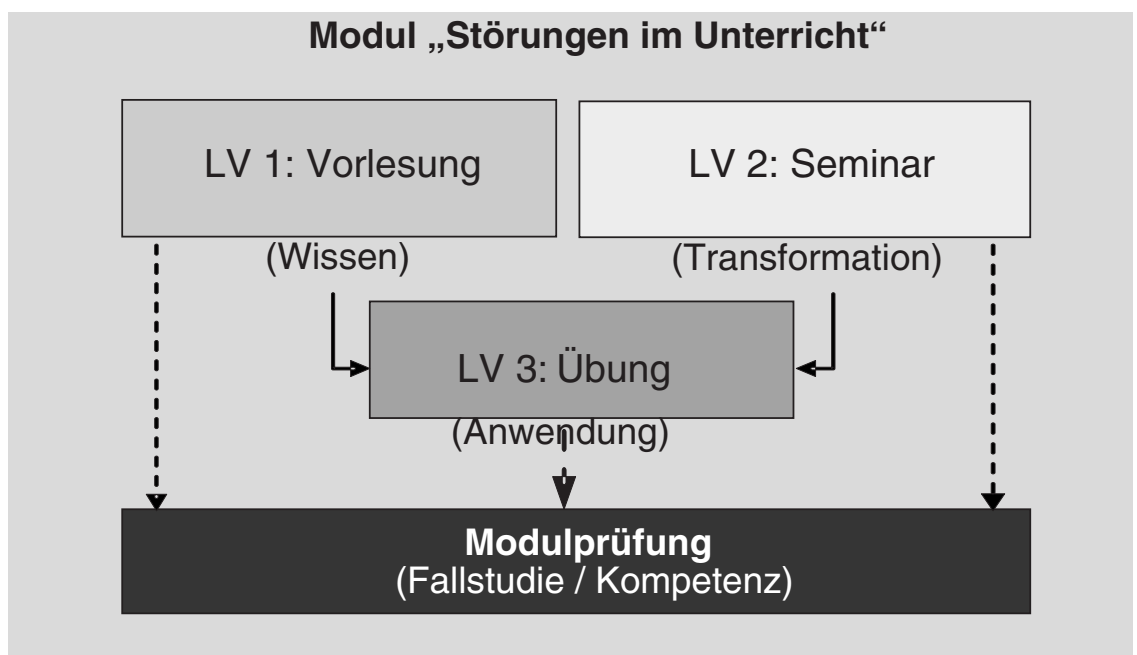 Modul „Störungen im Unterricht“
LV 1: Vorlesung
LV 2: Seminar
(Wissen)
(Transformation)
LV 3: Übung
(Anwendung)
Modulprüfung
(Fallstudie / Kompetenz)